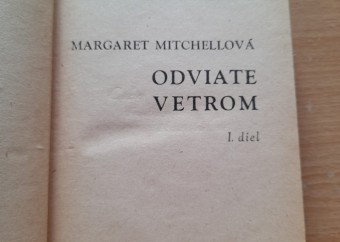 MARGARET MITCHELLOVÁ
ODVIATE
VETROM
I. diel